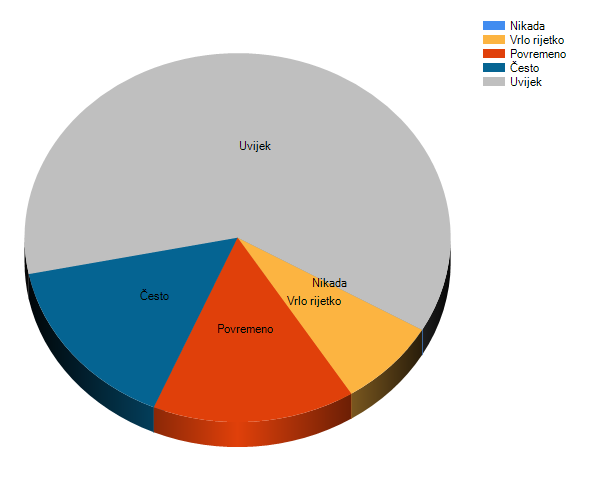 Nikada
Vrlo rijetko
Povremeno
Često
Uvijek
Uvijek
Nikada
Često
Vrlo rijetko
Povremeno